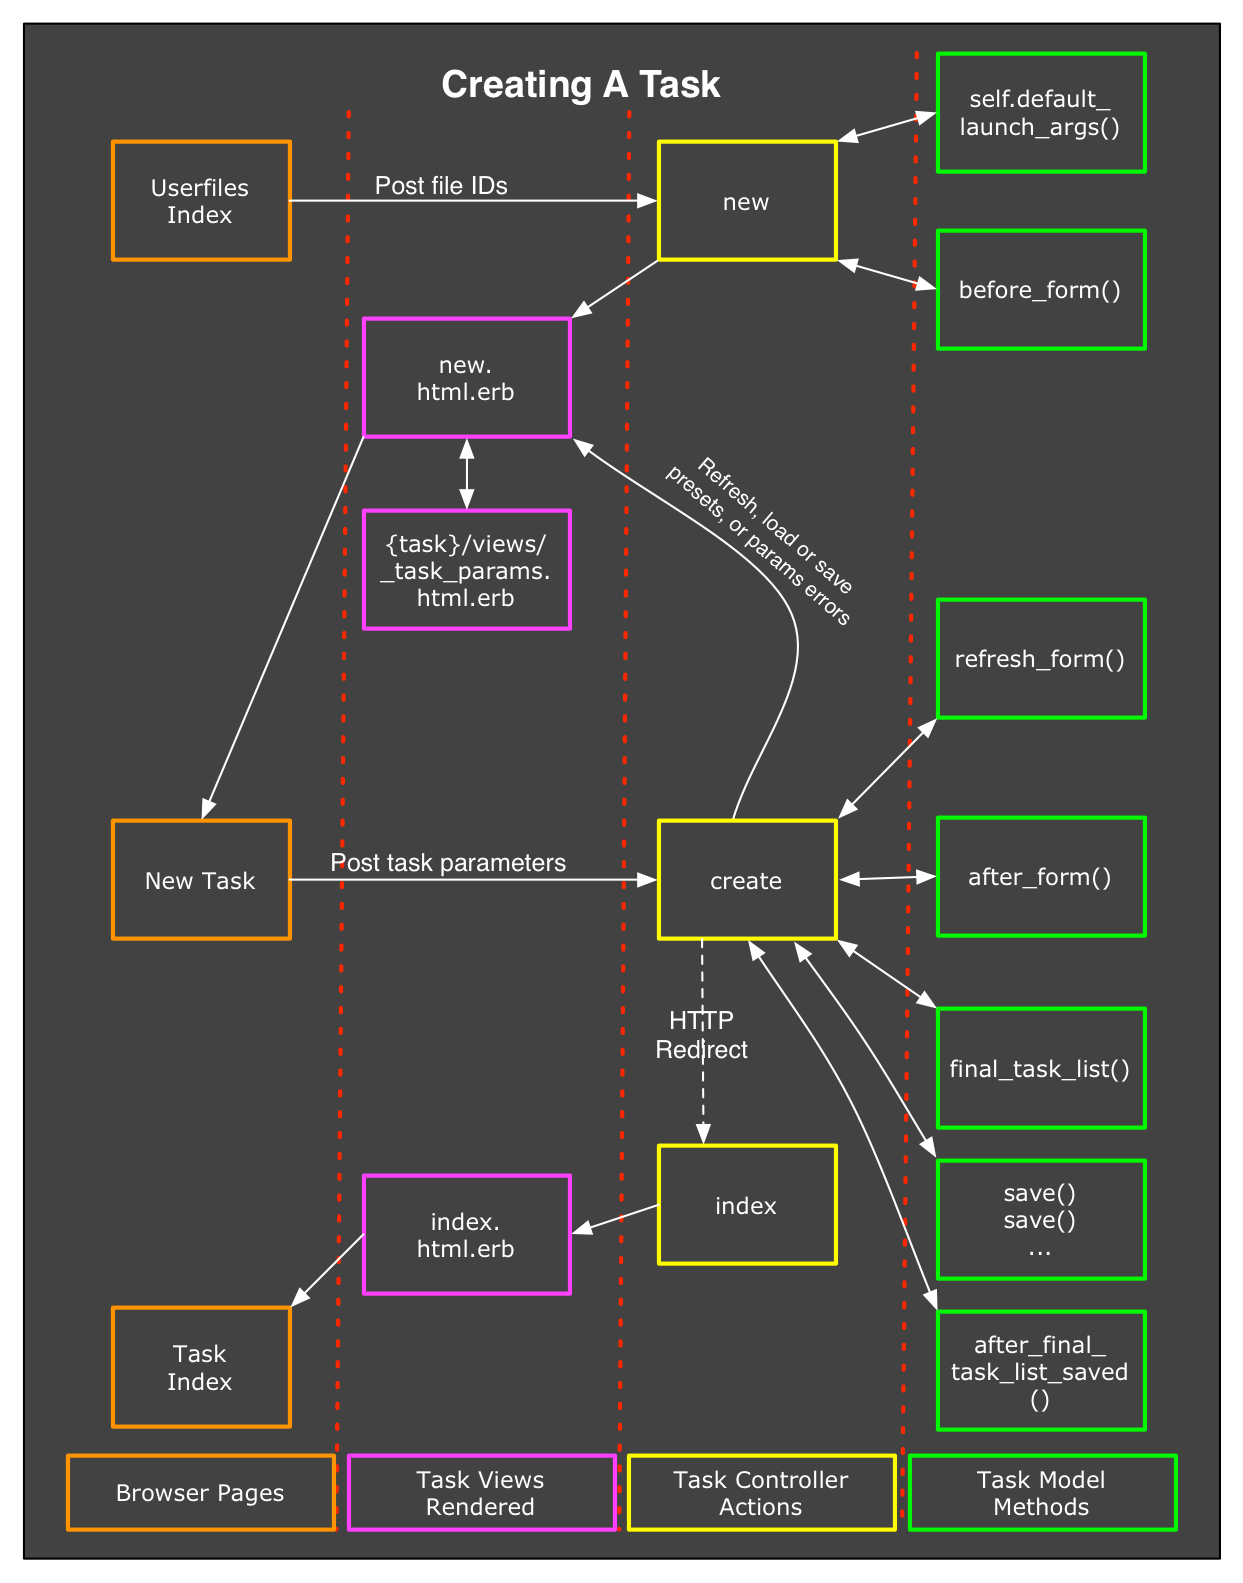 Creating A Task
self.default_
launch_args()
Userfiles
Index
Post file IDs
new
before_form()
new.
html.erb
Refresh, load or save
presets, or params errors
{task}/views/
_task_params.
html.erb
refresh_form()
New Task
Post task parameters
create
after_form()
HTTP
Redirect
final_task_list()
index.
html.erb
index
save()
save()
...
Task
Index
after_final_
task_list_saved
()
Browser Pages
Task Views
Rendered
Task Controller
Actions
Task Model
Methods